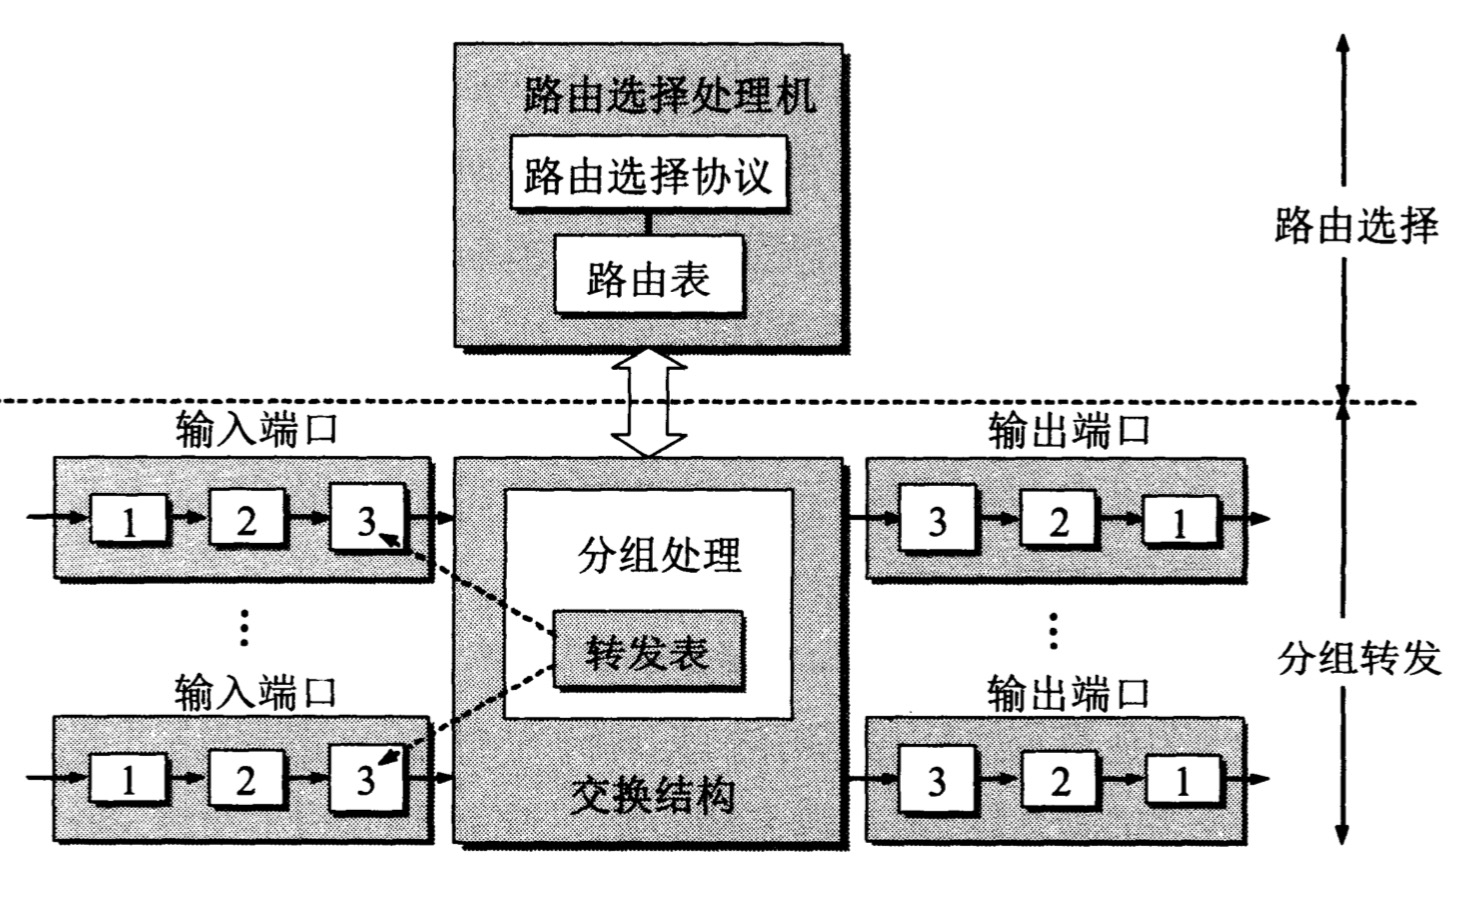 路由选择处理机
路由选择协议
路由表
路由选择
输入端口
输出端口
1 2 3
3 2 1
分组处理
转发表
分组转发
输入端口
输出端口
1 2 3
3 2 1
交换结构